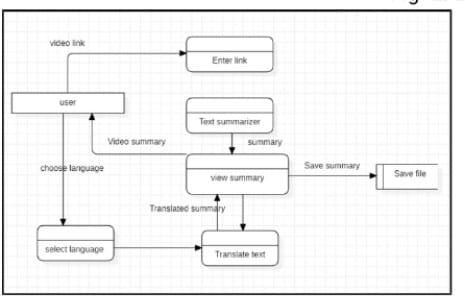 video link
Enter link
user
Text summarizer
Video summary
summary
Save summary
Save file
choose language
view summary
Translated summary
select language
Translate text